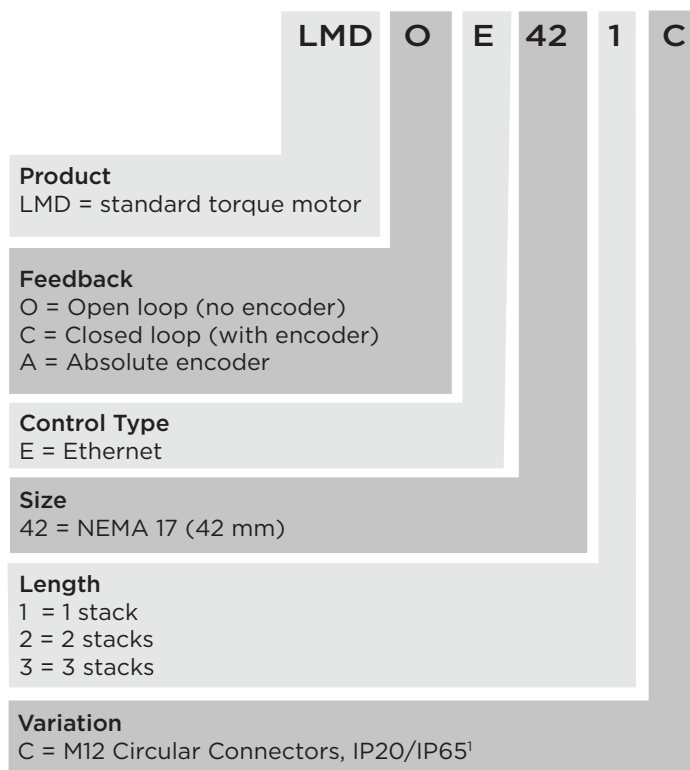 LMD O E 42 1 C
Product
LMD = standard torque motor
Feedback
O = Open loop (no encoder)
C = Closed loop (with encoder)
A = Absolute encoder
Control Type
E = Ethernet
Size
42 = NEMA 17 (42 mm)
Length
1 = 1 stack
2 = 2 stacks
3 = 3 stacks
Variation
C = M12 Circular Connectors, IP20/IP65¹